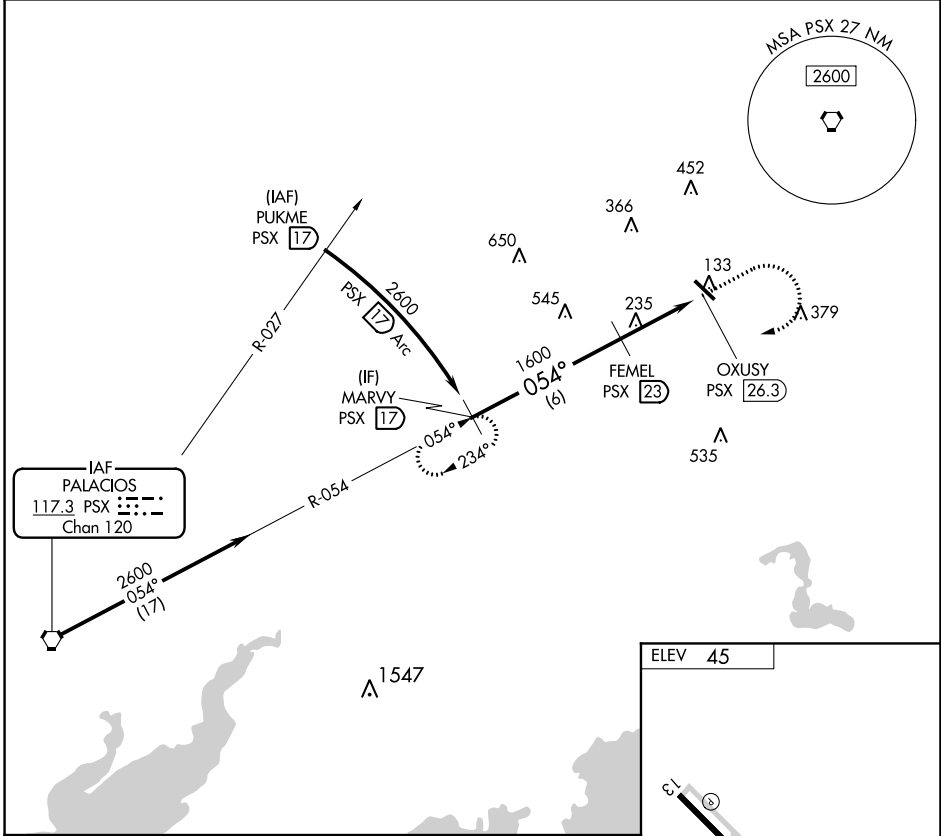 MSA PSX 27 NM
2600
452
(IAF)
PUKME
PSX 17
366
650
2600
PSX 17 Arc
133
545
235
379
R-027
1600
054°
(6)
(IF)
MARVY
PSX 17
FEMEL
PSX 23
OXUSY
PSX 26.3
054°
234°
535
IAF
PALACIOS
117.3 PSX
Chan 120
R-054
2600
054°
(17)
1547
ELEV 45
13
P